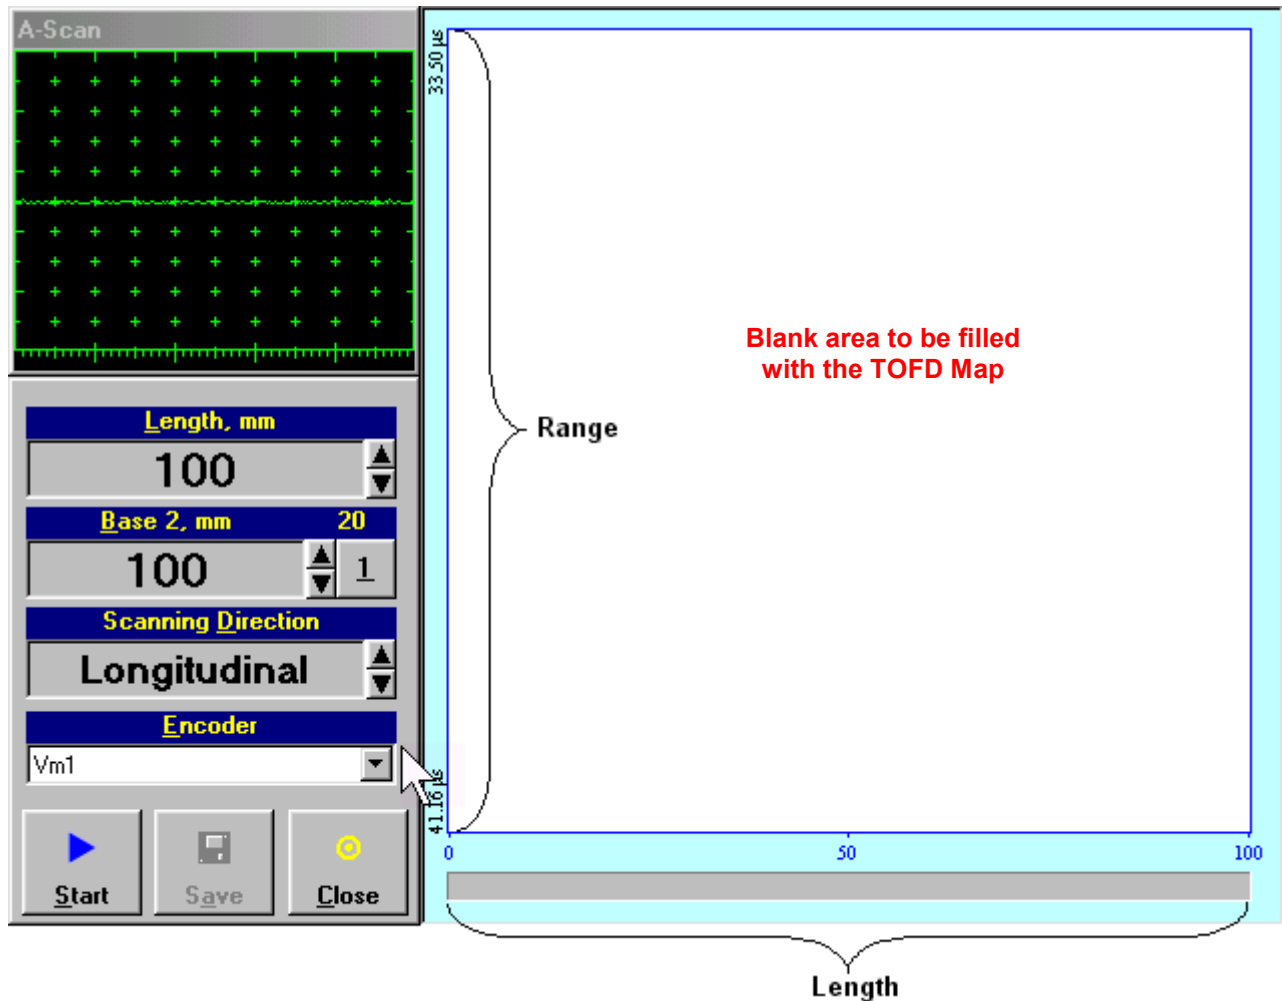 A-Scan
33.50 µs
Blank area to be filled
with the TOFD Map
Range
Length, mm
100
Base 2, mm 20
100 1
Scanning Direction
Longitudinal
Encoder
Vm1
41.16 µs
Start Save Close
0 50 100
Length